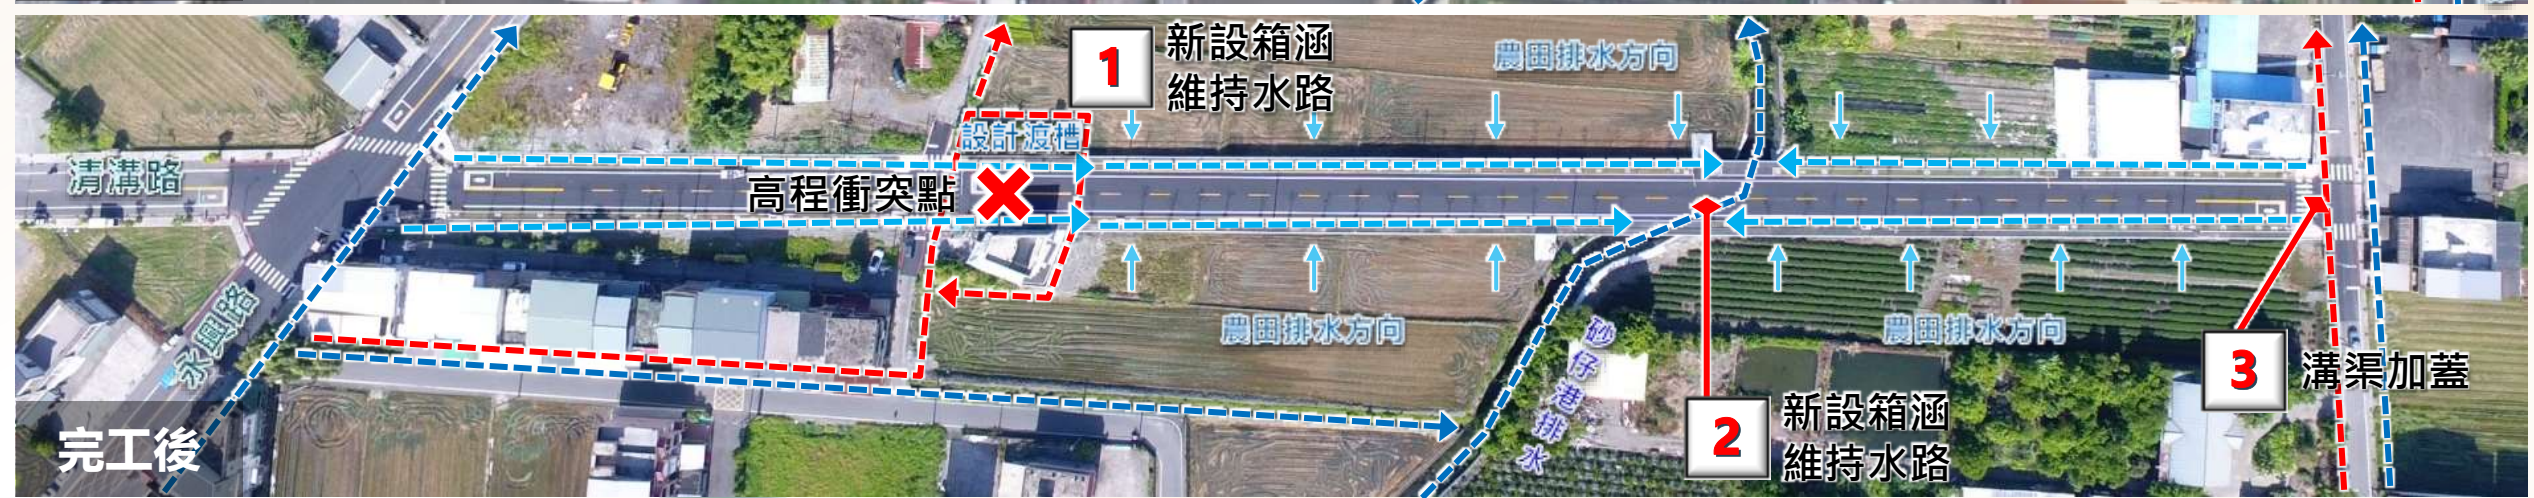 1
新設箱涵
維持水路
農田排水方向
設計渡槽
清溝路
高程衝突點
永興路
農田排水方向
砂仔港排水
農田排水方向
3
溝渠加蓋
2
新設箱涵
維持水路
完工後